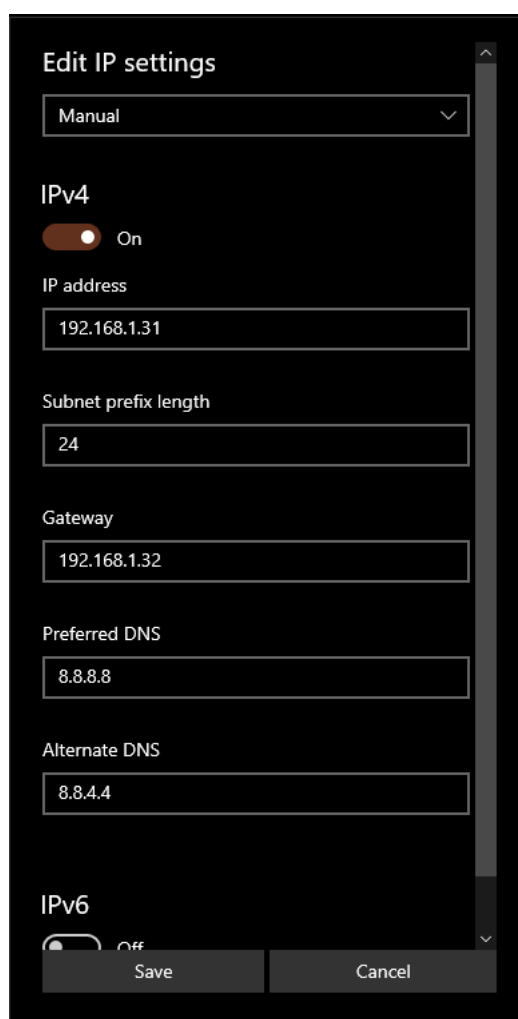 Edit IP settings
Manual
IPv4
On
IP address
192.168.1.31
Subnet prefix length
24
Gateway
192.168.1.32
Preferred DNS
8.8.8.8
Alternate DNS
8.8.4.4
IPv6
Off
Save Cancel